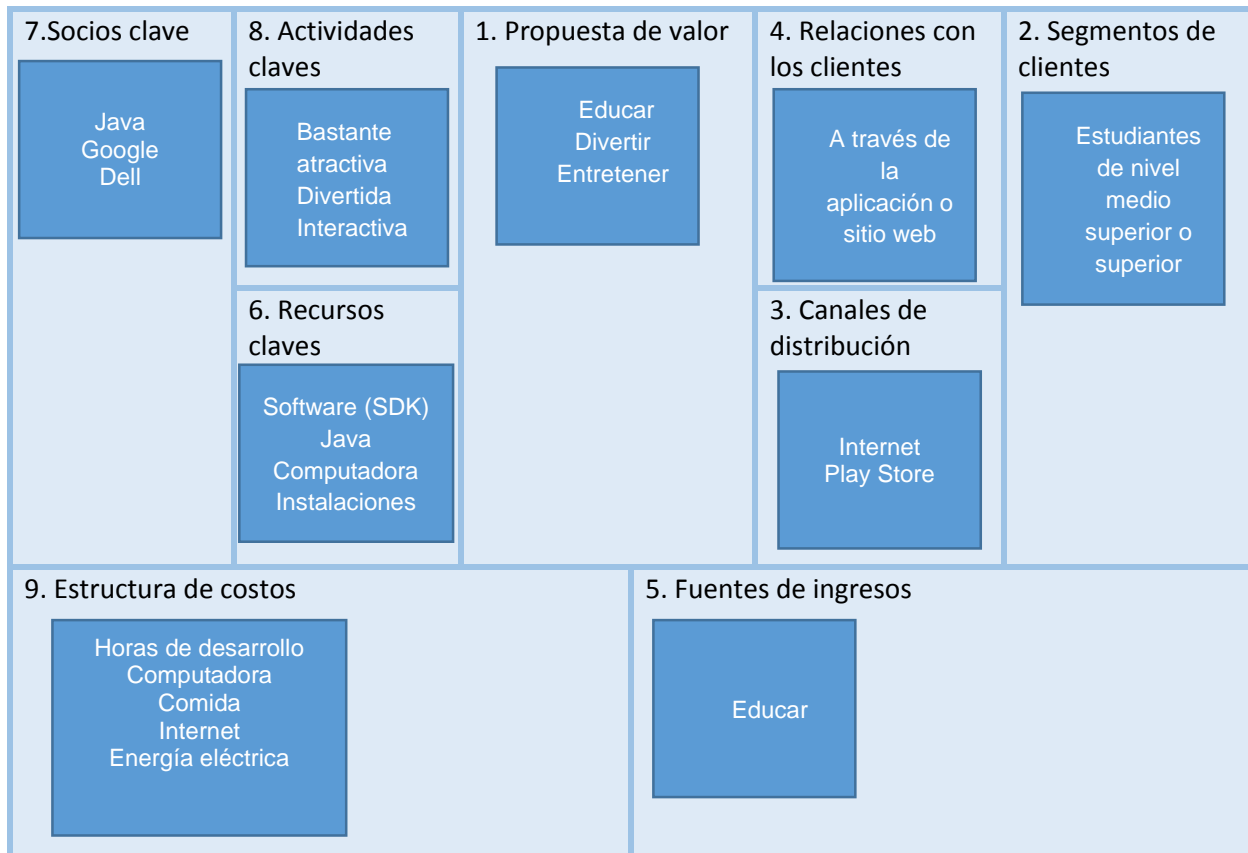 7.Socios clave
Java
Google
Dell
8. Actividades
claves
Bastante
atractiva
Divertida
Interactiva
6. Recursos
claves
Software (SDK)
Java
Computadora
Instalaciones
1. Propuesta de valor
Educar
Divertir
Entretener
4. Relaciones con
los clientes
A través de
la
aplicación o
sitio web
3. Canales de
distribución
Internet
Play Store
2. Segmentos de
clientes
Estudiantes
de nivel
medio
superior o
superior
9. Estructura de costos
Horas de desarrollo
Computadora
Comida
Internet
Energía eléctrica
5. Fuentes de ingresos
Educar